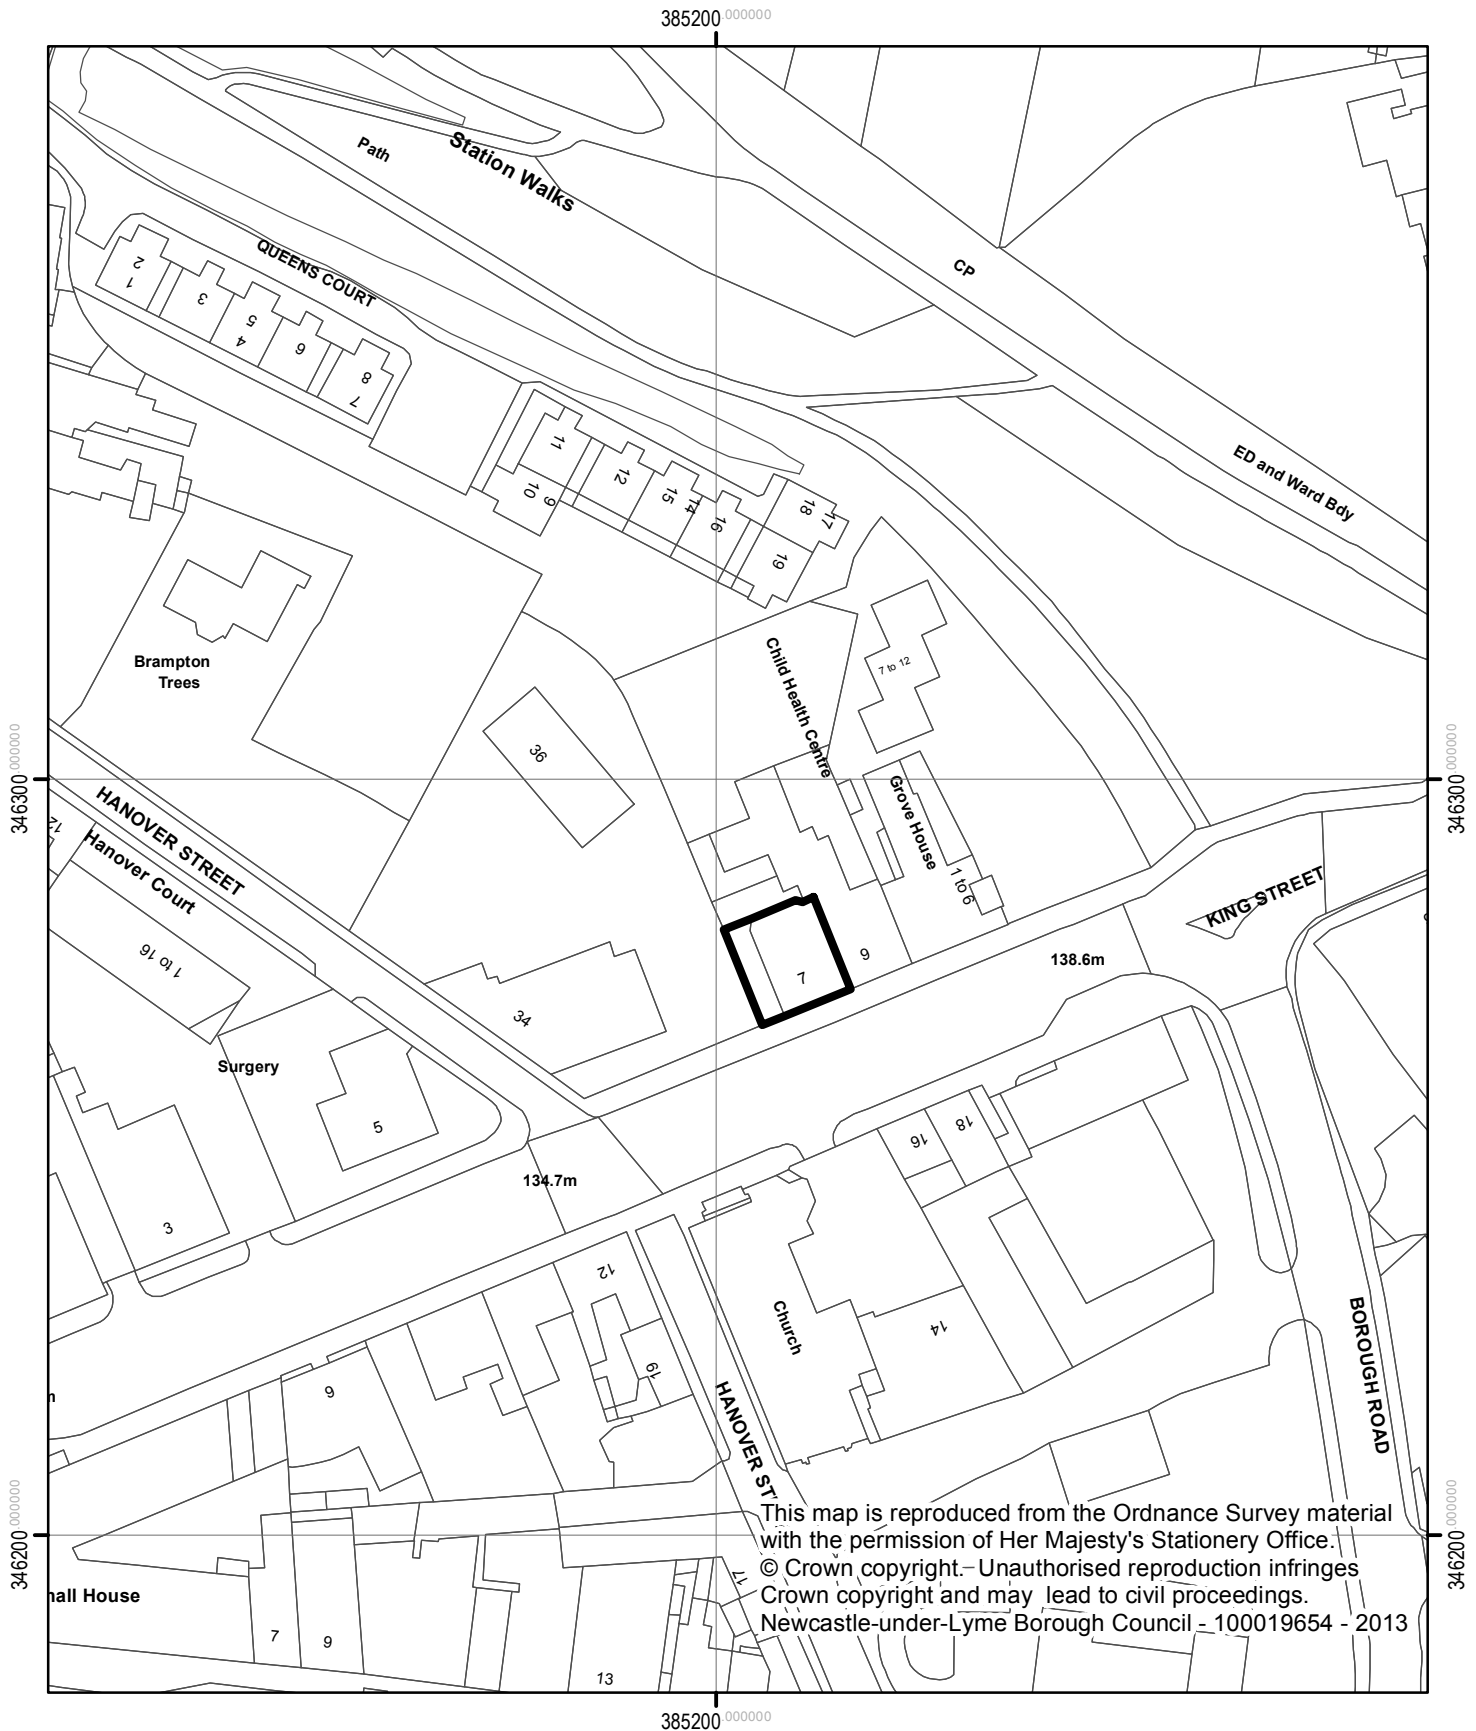 385200.000000
Path
Station Walks
QUEENS COURT
CP
2
1
3
5
4
6
8
7
ED and Ward Bdy
11
10
9
12
15
14
16
18
17
19
Brampton
Trees
36
Child Health Centre
7 to 12
346300.000000
346300.000000
HANOVER STREET
12
Hanover Court
Grove House
1 to 6
KING STREET
1 to 16
34
7
9
138.6m
Surgery
5
16
18
134.7m
3
12
Church
14
19
BOROUGH ROAD
9
HANOVER ST
346200.000000
346200.000000
This map is reproduced from the Ordnance Survey material
with the permission of Her Majesty's Stationery Office.
© Crown copyright. Unauthorised reproduction infringes
Crown copyright and may lead to civil proceedings.
Newcastle-under-Lyme Borough Council - 100019654 - 2013
hall House
7
9
17
13
385200.000000